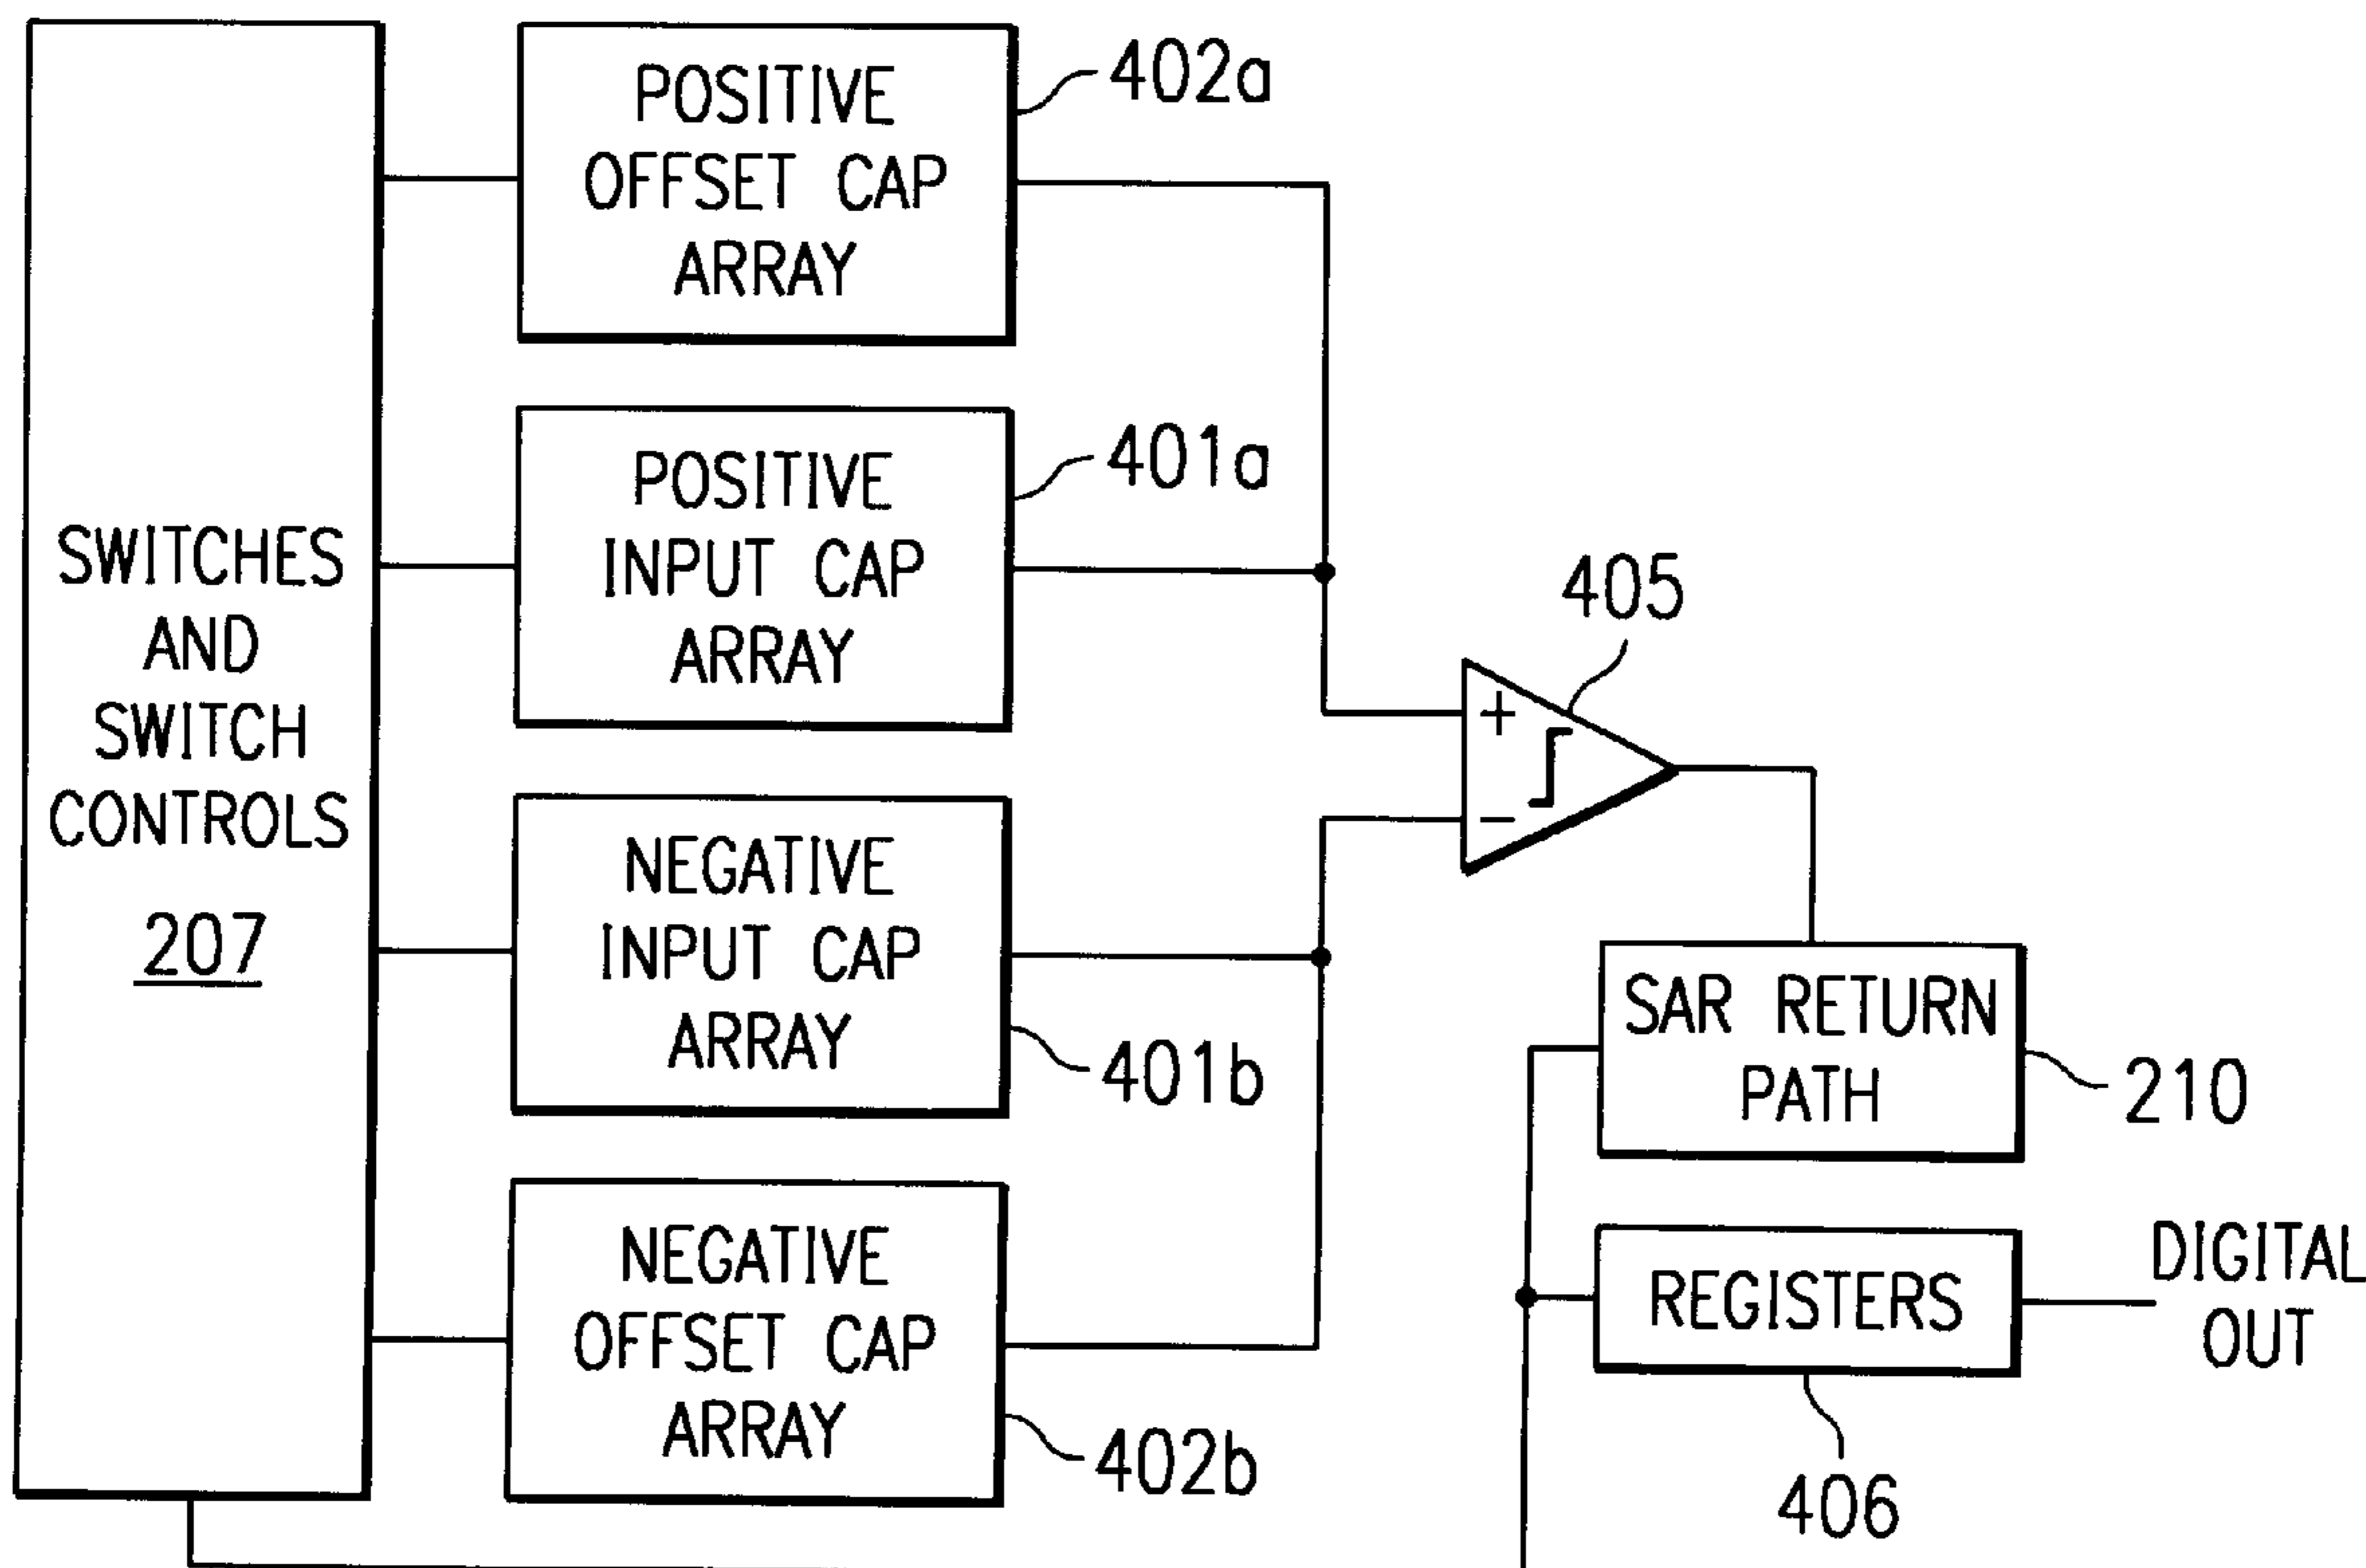 SWITCHES
AND
SWITCH
CONTROLS
207
POSITIVE
OFFSET CAP
ARRAY
402a
POSITIVE
INPUT CAP
ARRAY
401a
NEGATIVE
INPUT CAP
ARRAY
401b
NEGATIVE
OFFSET CAP
ARRAY
402b
405
+
−
SAR RETURN
PATH
210
REGISTERS
406
DIGITAL
OUT